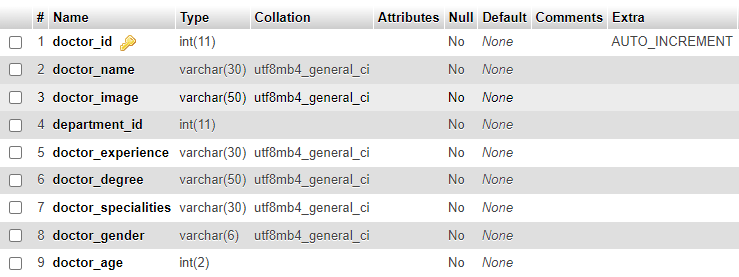 # Name Type Collation Attributes Null Default Comments Extra
1 doctor_id int(11) No None AUTO_INCREMENT
2 doctor_name varchar(30) utf8mb4_general_ci No None
3 doctor_image varchar(50) utf8mb4_general_ci No None
4 department_id int(11) No None
5 doctor_experience varchar(30) utf8mb4_general_ci No None
6 doctor_degree varchar(50) utf8mb4_general_ci No None
7 doctor_specialities varchar(30) utf8mb4_general_ci No None
8 doctor_gender varchar(6) utf8mb4_general_ci No None
9 doctor_age int(2) No None